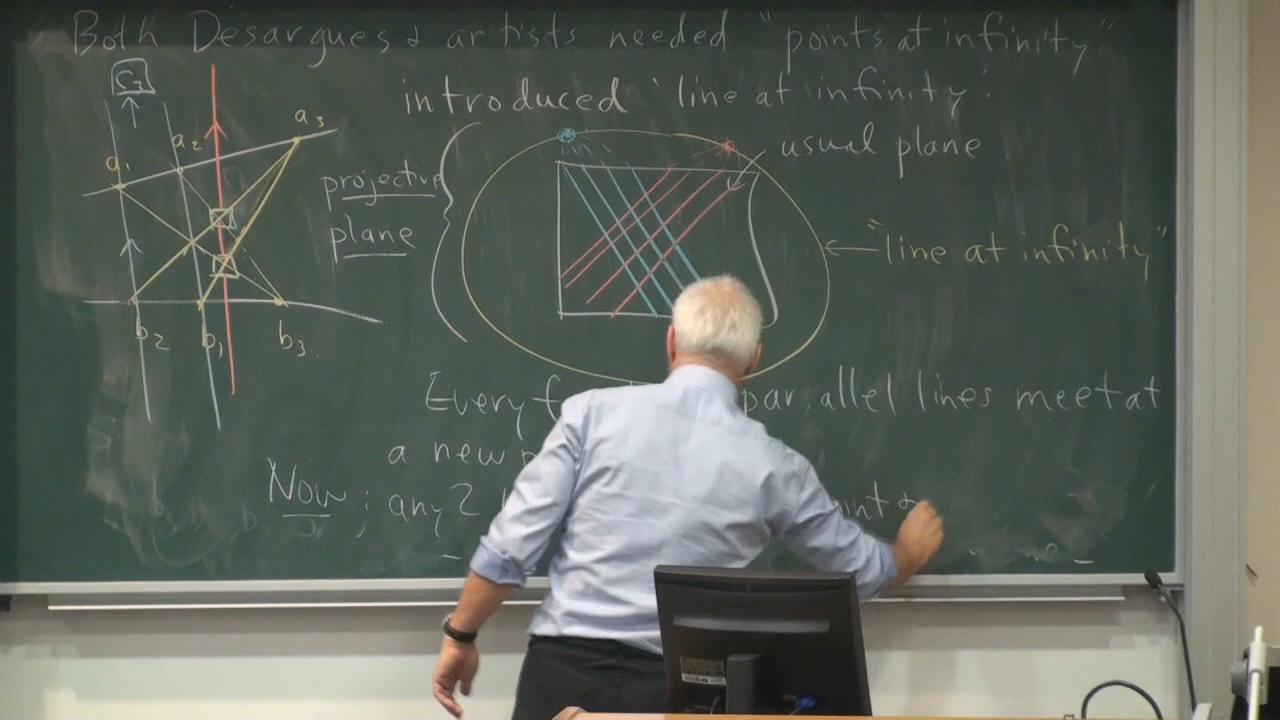 Both Desargues & artists needed "points at infinity"
introduced 'line at infinity'.
C3
a1
a2
a3
b2
b1
b3.
projective
plane
usual plane
"line at infinity"
Every parallel lines meet at
a new
Now: any 2 &